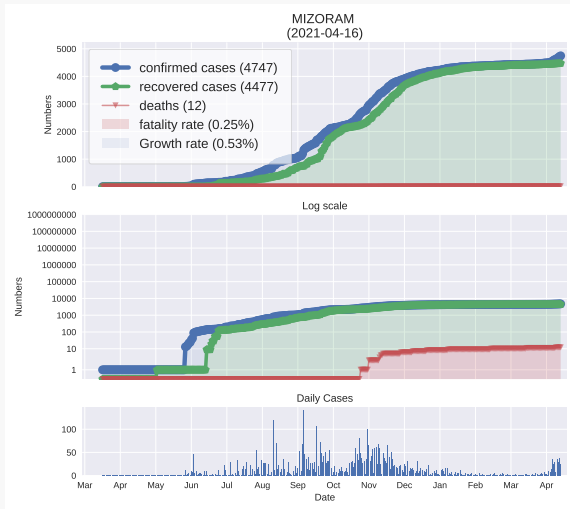 MIZORAM
(2021-04-16)
5000
4000
3000
2000
1000
0
Numbers
confirmed cases (4747)
recovered cases (4477)
deaths (12)
fatality rate (0.25%)
Growth rate (0.53%)
Log scale
1000000000
100000000
10000000
1000000
100000
10000
1000
100
10
1
Numbers
Daily Cases
100
50
0
Mar Apr May Jun Jul Aug Sep Oct Nov Dec Jan Feb Mar Apr
Date